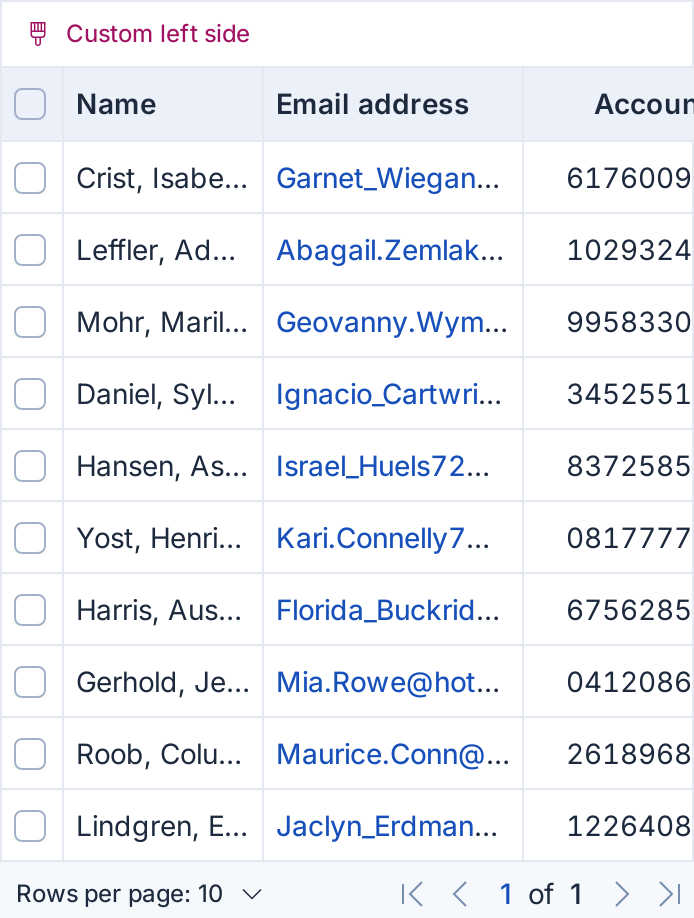 Custom left side
Name Email address Accoun
Crist, Isabe... Garnet_Wiegan... 6176009
Leffler, Ad... Abagail.Zemlak... 1029324
Mohr, Maril... Geovanny.Wym... 9958330
Daniel, Syl... Ignacio_Cartwri... 3452551
Hansen, As... Israel_Huels72... 8372585
Yost, Henri... Kari.Connelly7... 0817777
Harris, Aus... Florida_Buckrid... 6756285
Gerhold, Je... Mia.Rowe@hot... 0412086
Roob, Colu... Maurice.Conn@... 2618968
Lindgren, E... Jaclyn_Erdman... 1226408
Rows per page: 10 1 of 1